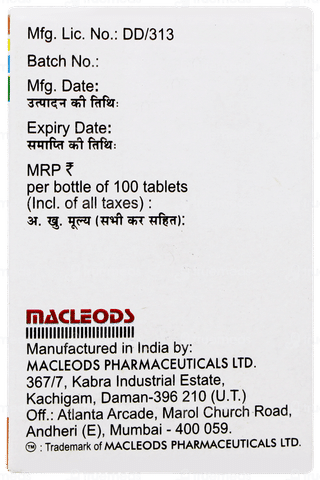 Mfg. Lic. No.: DD/313
Batch No.:
Mfg. Date:
उत्पादन की तिथिः
Expiry Date:
समाप्ति की तिथिः
MRP ₹
per bottle of 100 tablets
(Incl. of all taxes) :
अ. खु. मूल्य (सभी कर सहित):
MACLEODS
Manufactured in India by:
MACLEODS PHARMACEUTICALS LTD.
367/7, Kabra Industrial Estate,
Kachigam, Daman-396 210 (U.T.)
Off.: Atlanta Arcade, Marol Church Road,
Andheri (E), Mumbai - 400 059.
TM : Trademark of MACLEODS PHARMACEUTICALS LTD.